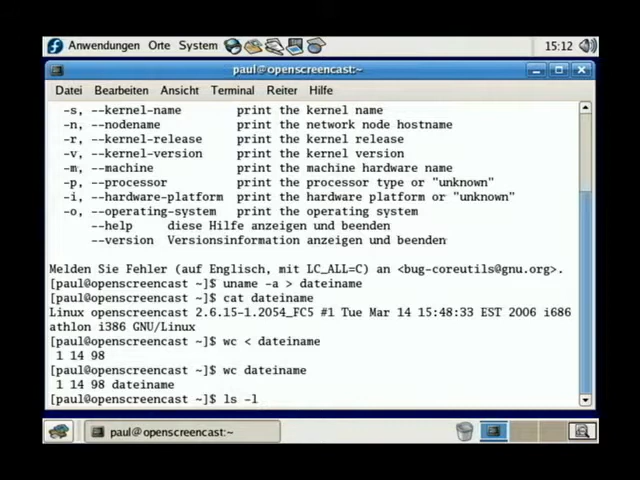 Anwendungen Orte System 15:12
paul@openscreencast:~
Datei Bearbeiten Ansicht Terminal Reiter Hilfe
-s, --kernel-name print the kernel name
-n, --nodename print the network node hostname
-r, --kernel-release print the kernel release
-v, --kernel-version print the kernel version
-m, --machine print the machine hardware name
-p, --processor print the processor type or "unknown"
-i, --hardware-platform print the hardware platform or "unknown"
-o, --operating-system print the operating system
--help diese Hilfe anzeigen und beenden
--version Versionsinformation anzeigen und beenden
Melden Sie Fehler (auf Englisch, mit LC_ALL=C) an <bug-coreutils@gnu.org>.
[paul@openscreencast ~]$ uname -a > dateiname
[paul@openscreencast ~]$ cat dateiname
Linux openscreencast 2.6.15-1.2054_FC5 #1 Tue Mar 14 15:48:33 EST 2006 i686
athlon i386 GNU/Linux
[paul@openscreencast ~]$ wc < dateiname
1 14 98
[paul@openscreencast ~]$ wc dateiname
1 14 98 dateiname
[paul@openscreencast ~]$ ls -l
paul@openscreencast:~